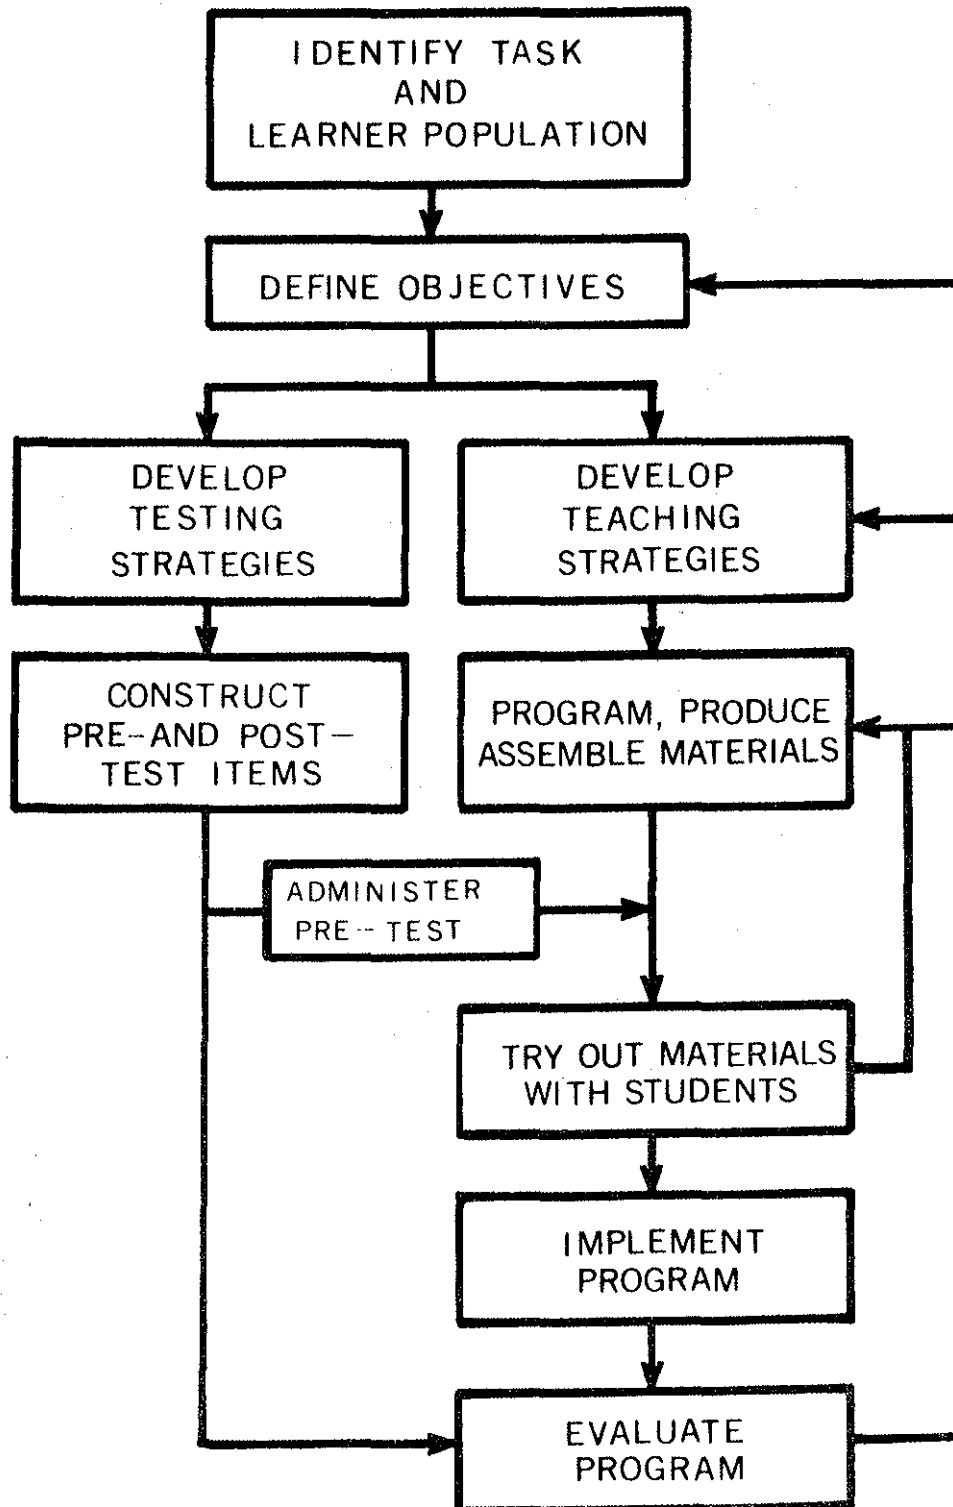 IDENTIFY TASK
AND
LEARNER POPULATION
DEFINE OBJECTIVES
DEVELOP
TESTING
STRATEGIES
DEVELOP
TEACHING
STRATEGIES
CONSTRUCT
PRE-AND POST-
TEST ITEMS
PROGRAM, PRODUCE
ASSEMBLE MATERIALS
ADMINISTER
PRE-TEST
TRY OUT MATERIALS
WITH STUDENTS
IMPLEMENT
PROGRAM
EVALUATE
PROGRAM